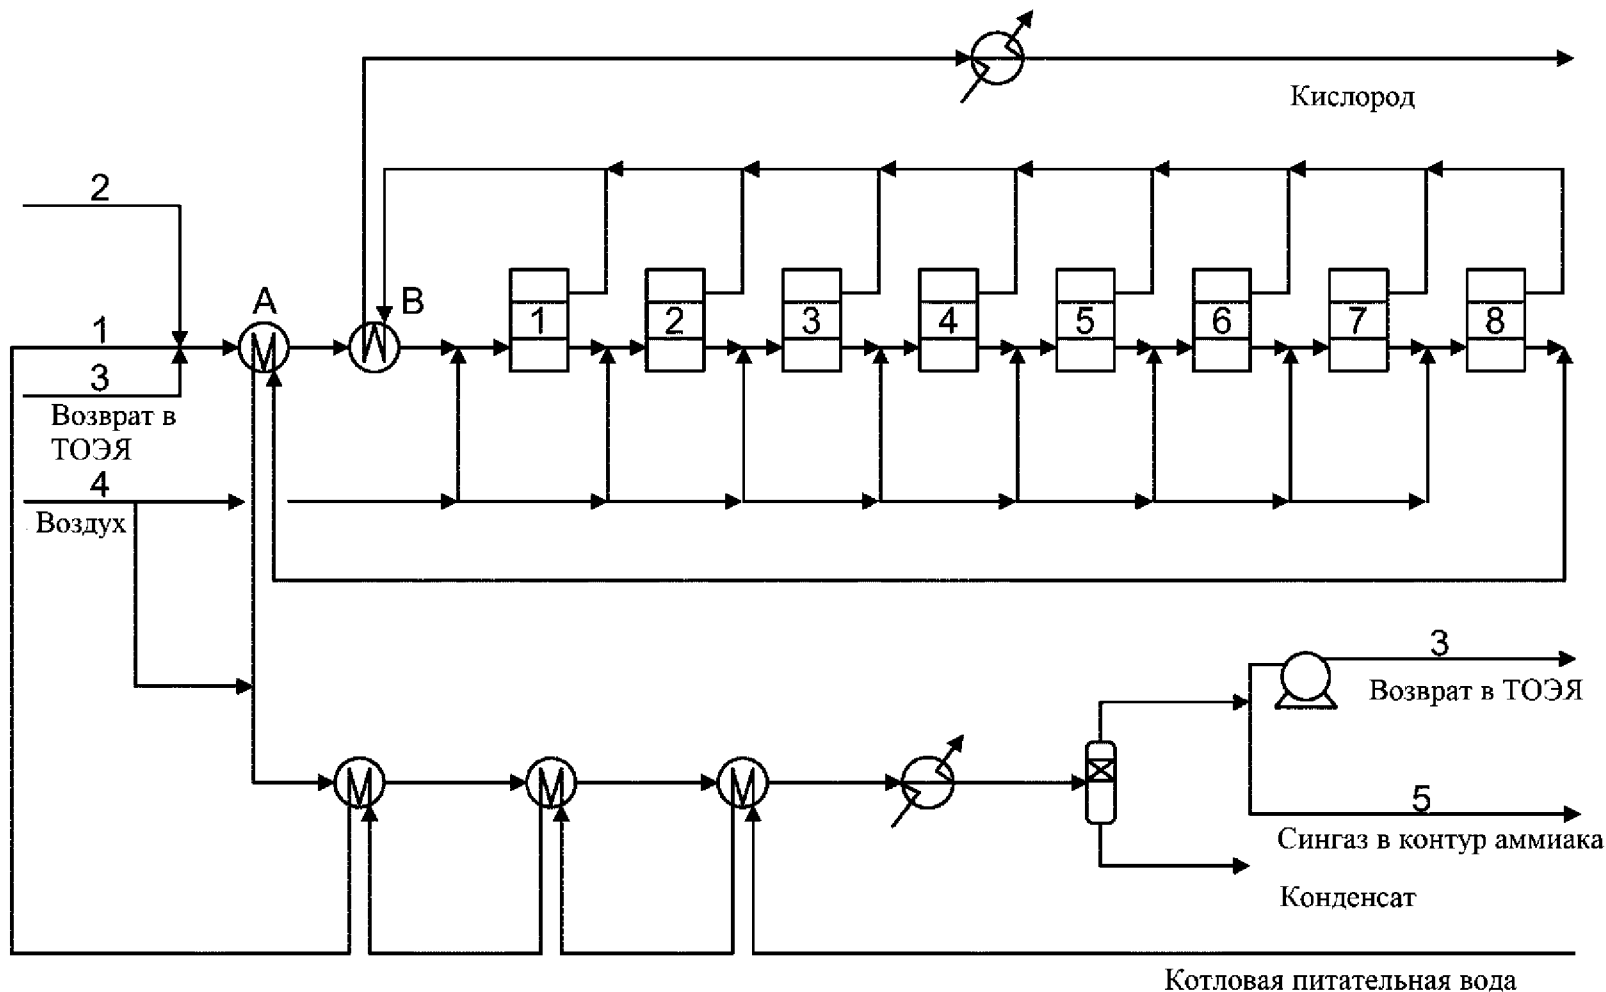 Кислород
2
A
B
1
1
2
3
4
5
6
7
8
3
Возврат в
ТОЭЯ
4
Воздух
3
Возврат в ТОЭЯ
5
Сингаз в контур аммиака
Конденсат
Котловая питательная вода